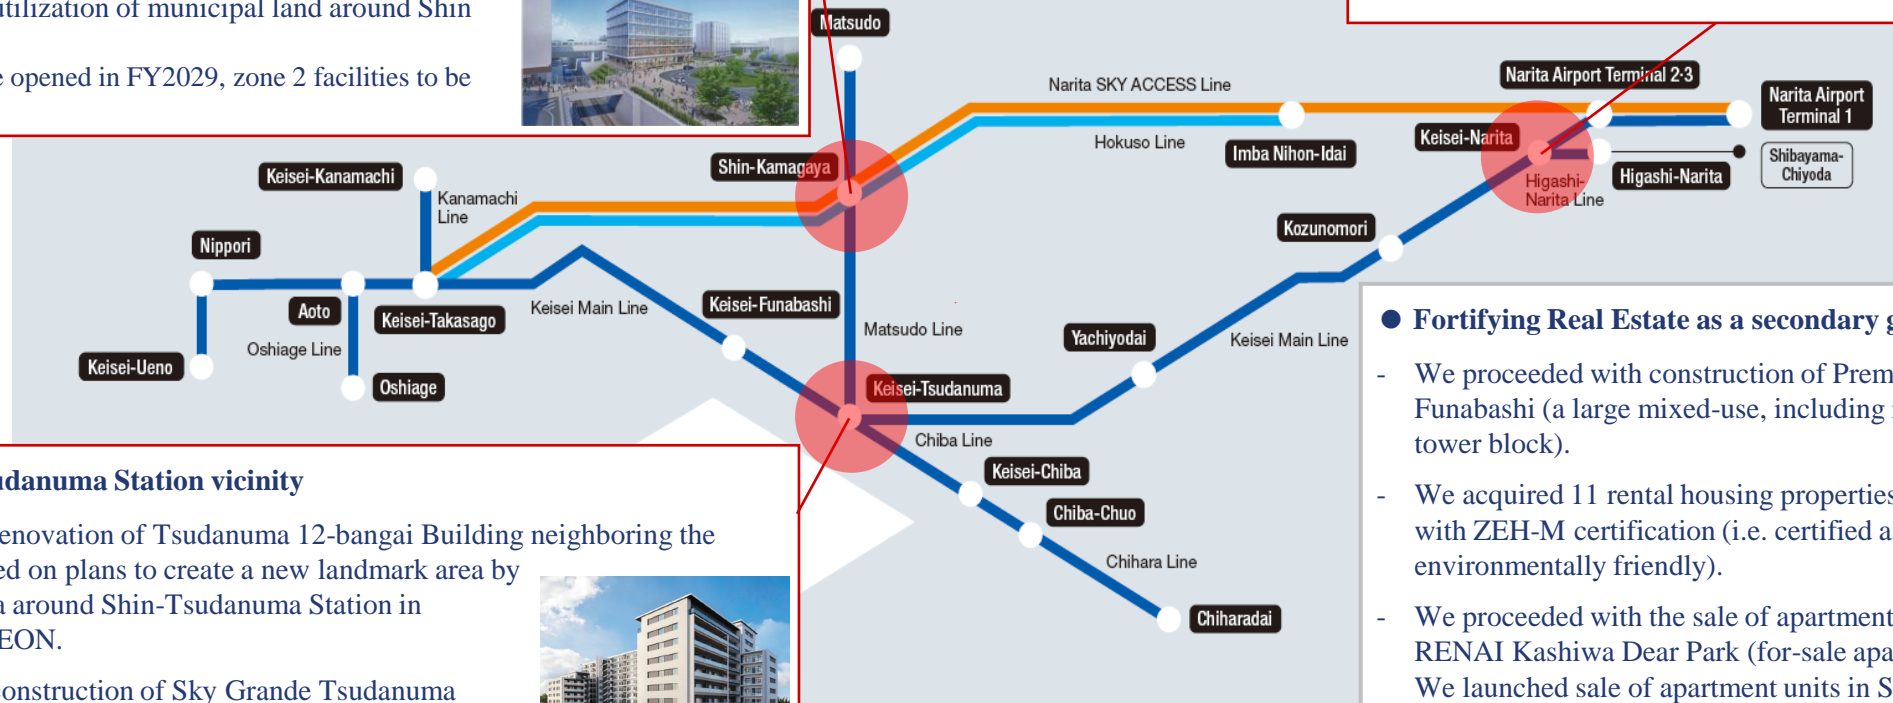 utilization of municipal land around Shin
e opened in FY2029, zone 2 facilities to be
Matsudo
Narita SKY ACCESS Line
Narita Airport Terminal 2·3
Narita Airport
Terminal 1
Hokuso Line
Imba Nihon-Idai
Keisei-Narita
Shibayama-
Chiyoda
Higashi-Narita
Higashi-
Narita Line
Shin-Kamagaya
Keisei-Kanamachi
Kanamachi
Line
Nippori
Kozunomori
Aoto
Keisei-Takasago
Keisei Main Line
Keisei-Funabashi
Matsudo Line
Yachiyodai
Keisei Main Line
Oshiage Line
Keisei-Ueno
Oshiage
Keisei-Tsudanuma
Chiba Line
Keisei-Chiba
Chiba-Chuo
Chihara Line
Chiharadai
udanuma Station vicinity
enovation of Tsudanuma 12-bangai Building neighboring the
ed on plans to create a new landmark area by
a around Shin-Tsudanuma Station in
EON.
construction of Sky Grande Tsudanuma
● Fortifying Real Estate as a secondary g
- We proceeded with construction of Prem
Funabashi (a large mixed-use, including
tower block).
- We acquired 11 rental housing properties
with ZEH-M certification (i.e. certified a
environmentally friendly).
- We proceeded with the sale of apartment
RENAI Kashiwa Dear Park (for-sale apa
We launched sale of apartment units in S